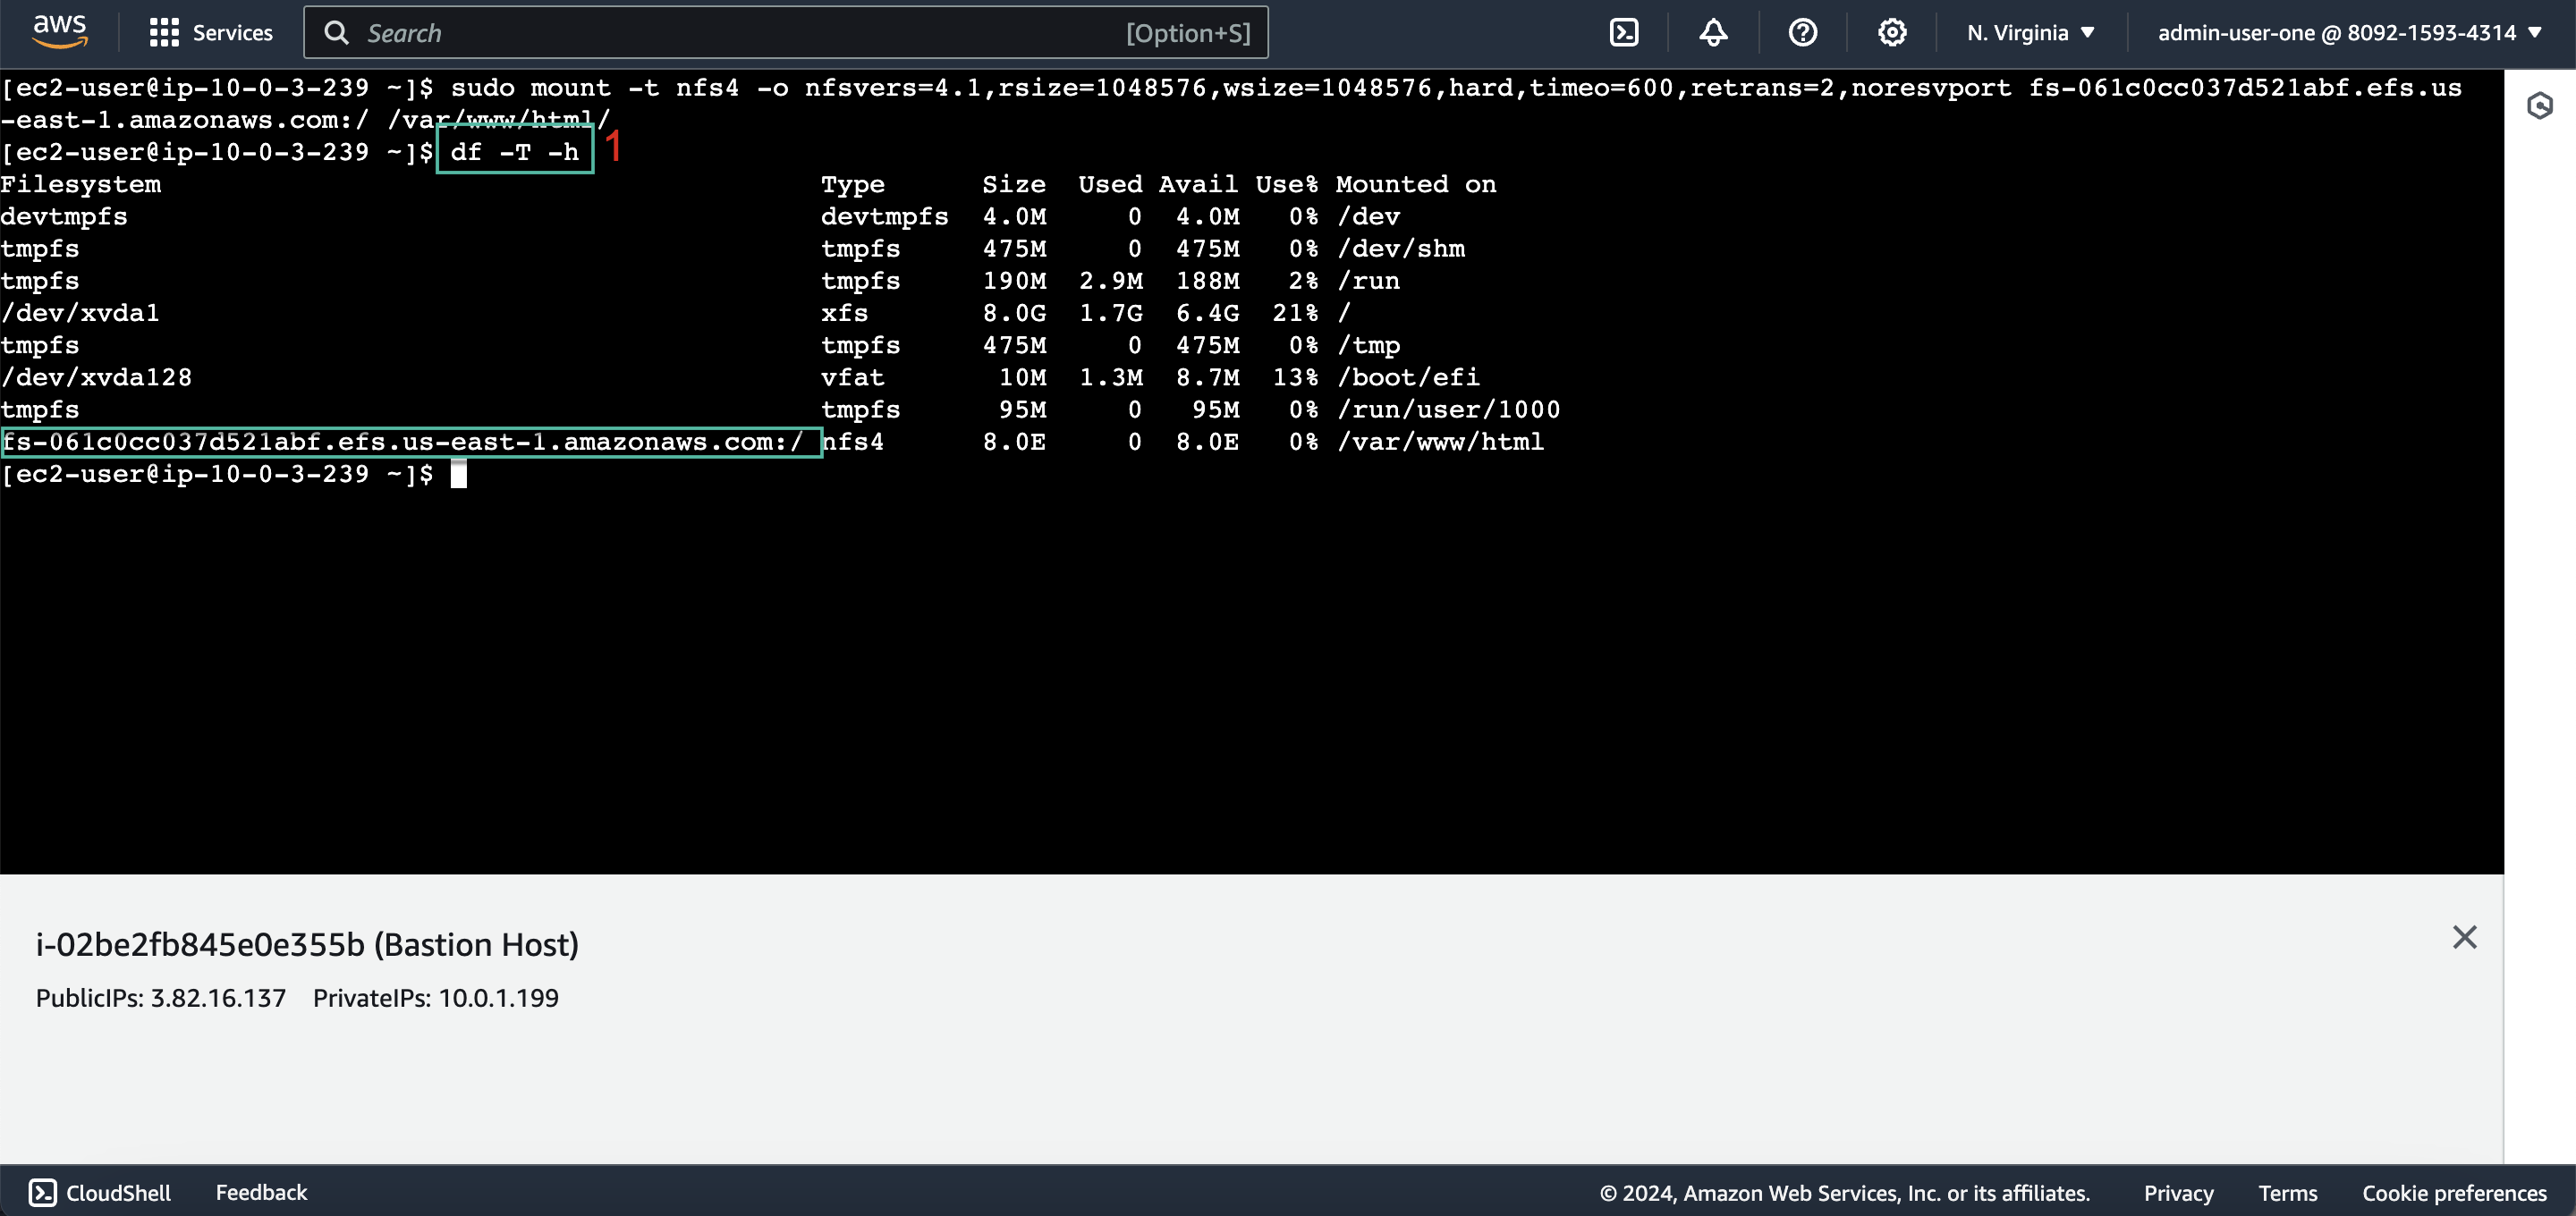 aws Services Search [Option+S] N. Virginia ▼ admin-user-one @ 8092-1593-4314 ▼
[ec2-user@ip-10-0-3-239 ~]$ sudo mount -t nfs4 -o nfsvers=4.1,rsize=1048576,wsize=1048576,hard,timeo=600,retrans=2,noresvport fs-061c0cc037d521abf.efs.us
-east-1.amazonaws.com:/ /var/www/html/
[ec2-user@ip-10-0-3-239 ~]$ df -T -h 1
Filesystem Type Size Used Avail Use% Mounted on
devtmpfs devtmpfs 4.0M 0 4.0M 0% /dev
tmpfs tmpfs 475M 0 475M 0% /dev/shm
tmpfs tmpfs 190M 2.9M 188M 2% /run
/dev/xvda1 xfs 8.0G 1.7G 6.4G 21% /
tmpfs tmpfs 475M 0 475M 0% /tmp
/dev/xvda128 vfat 10M 1.3M 8.7M 13% /boot/efi
tmpfs tmpfs 95M 0 95M 0% /run/user/1000
fs-061c0cc037d521abf.efs.us-east-1.amazonaws.com:/ nfs4 8.0E 0 8.0E 0% /var/www/html
[ec2-user@ip-10-0-3-239 ~]$
i-02be2fb845e0e355b (Bastion Host)
PublicIPs: 3.82.16.137 PrivateIPs: 10.0.1.199
CloudShell Feedback © 2024, Amazon Web Services, Inc. or its affiliates. Privacy Terms Cookie preferences